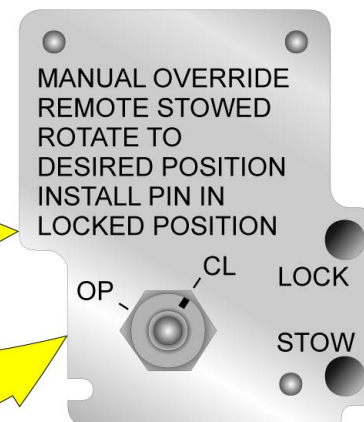 MANUAL OVERRIDE
REMOTE STOWED
ROTATE TO
DESIRED POSITION
INSTALL PIN IN
LOCKED POSITION
CL
OP
LOCK
STOW